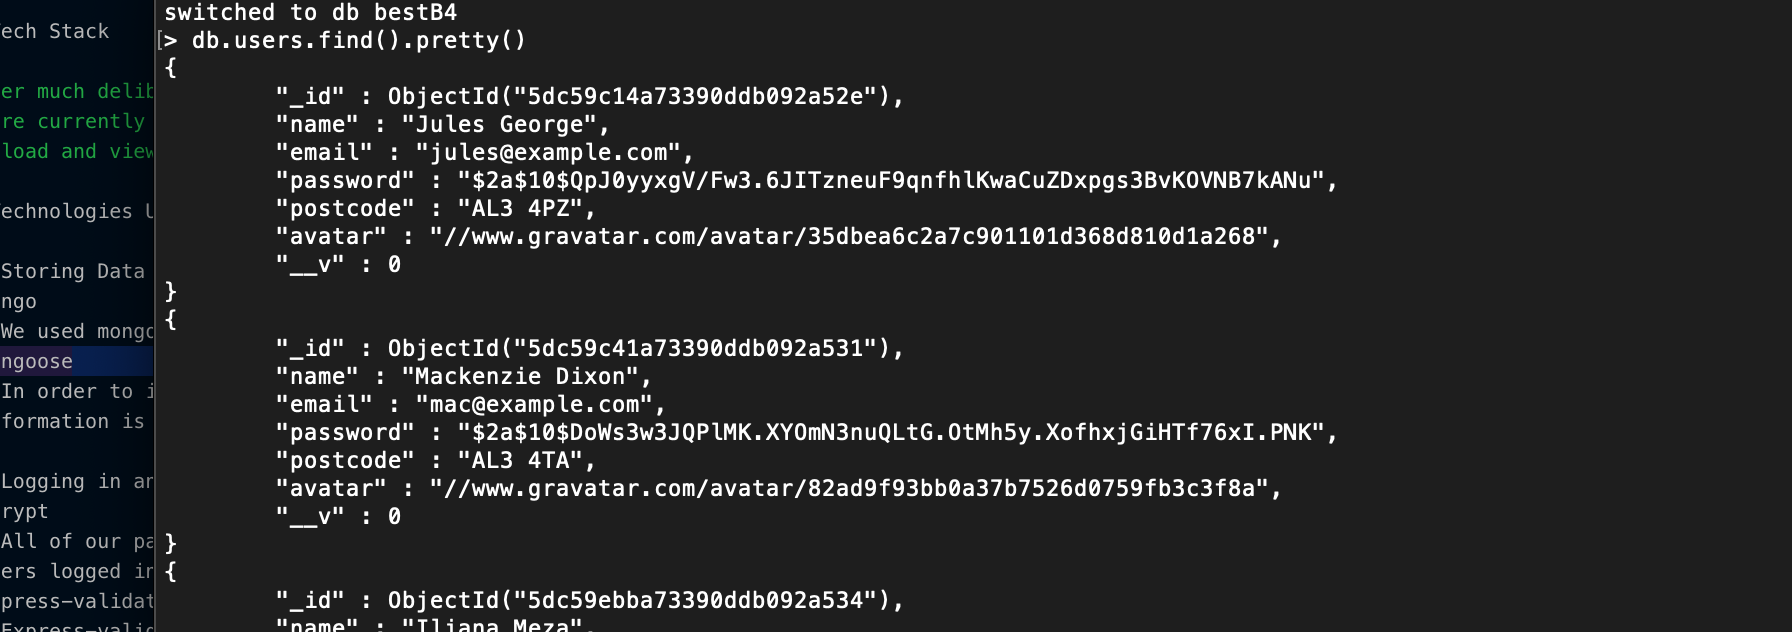 ech Stack
er much delib
re currently
load and view
echnologies U
Storing Data
ngo
We used mongo
ngoose
In order to i
formation is
Logging in an
rypt
All of our pa
ers logged in
press-validat
Express-valid
switched to db bestB4
> db.users.find().pretty()
{
"_id" : ObjectId("5dc59c14a73390ddb092a52e"),
"name" : "Jules George",
"email" : "jules@example.com",
"password" : "$2a$10$QpJ0yyxgV/Fw3.6JITzneuF9qnfhlKwaCuZDxpgs3BvKOVNB7kANu",
"postcode" : "AL3 4PZ",
"avatar" : "//www.gravatar.com/avatar/35dbea6c2a7c901101d368d810d1a268",
"__v" : 0
}
{
"_id" : ObjectId("5dc59c41a73390ddb092a531"),
"name" : "Mackenzie Dixon",
"email" : "mac@example.com",
"password" : "$2a$10$DoWs3w3JQPlMK.XYOmN3nuQLtG.OtMh5y.XofhxjGiHTf76xI.PNK",
"postcode" : "AL3 4TA",
"avatar" : "//www.gravatar.com/avatar/82ad9f93bb0a37b7526d0759fb3c3f8a",
"__v" : 0
}
{
"_id" : ObjectId("5dc59ebba73390ddb092a534"),
"name" : "Iliana Meza",